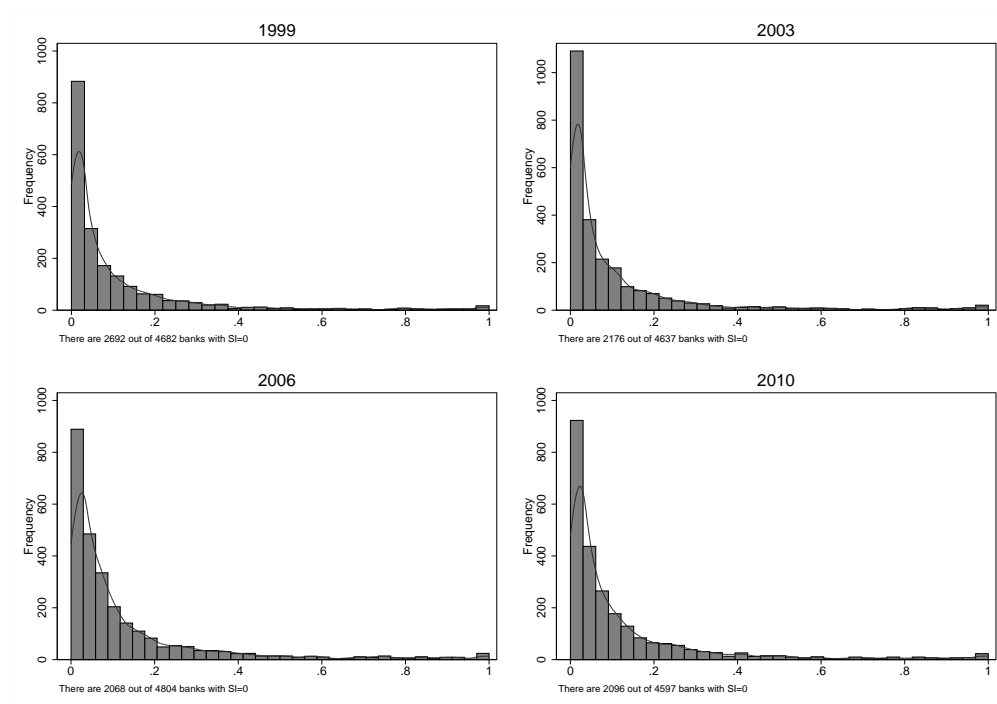 1999
1000
800
600
400
200
0
Frequency
0 .2 .4 .6 .8 1
There are 2692 out of 4682 banks with SI=0
2003
1000
800
600
400
200
0
Frequency
0 .2 .4 .6 .8 1
There are 2176 out of 4637 banks with SI=0
2006
1000
800
600
400
200
0
Frequency
0 .2 .4 .6 .8 1
There are 2068 out of 4804 banks with SI=0
2010
1000
800
600
400
200
0
Frequency
0 .2 .4 .6 .8 1
There are 2096 out of 4597 banks with SI=0